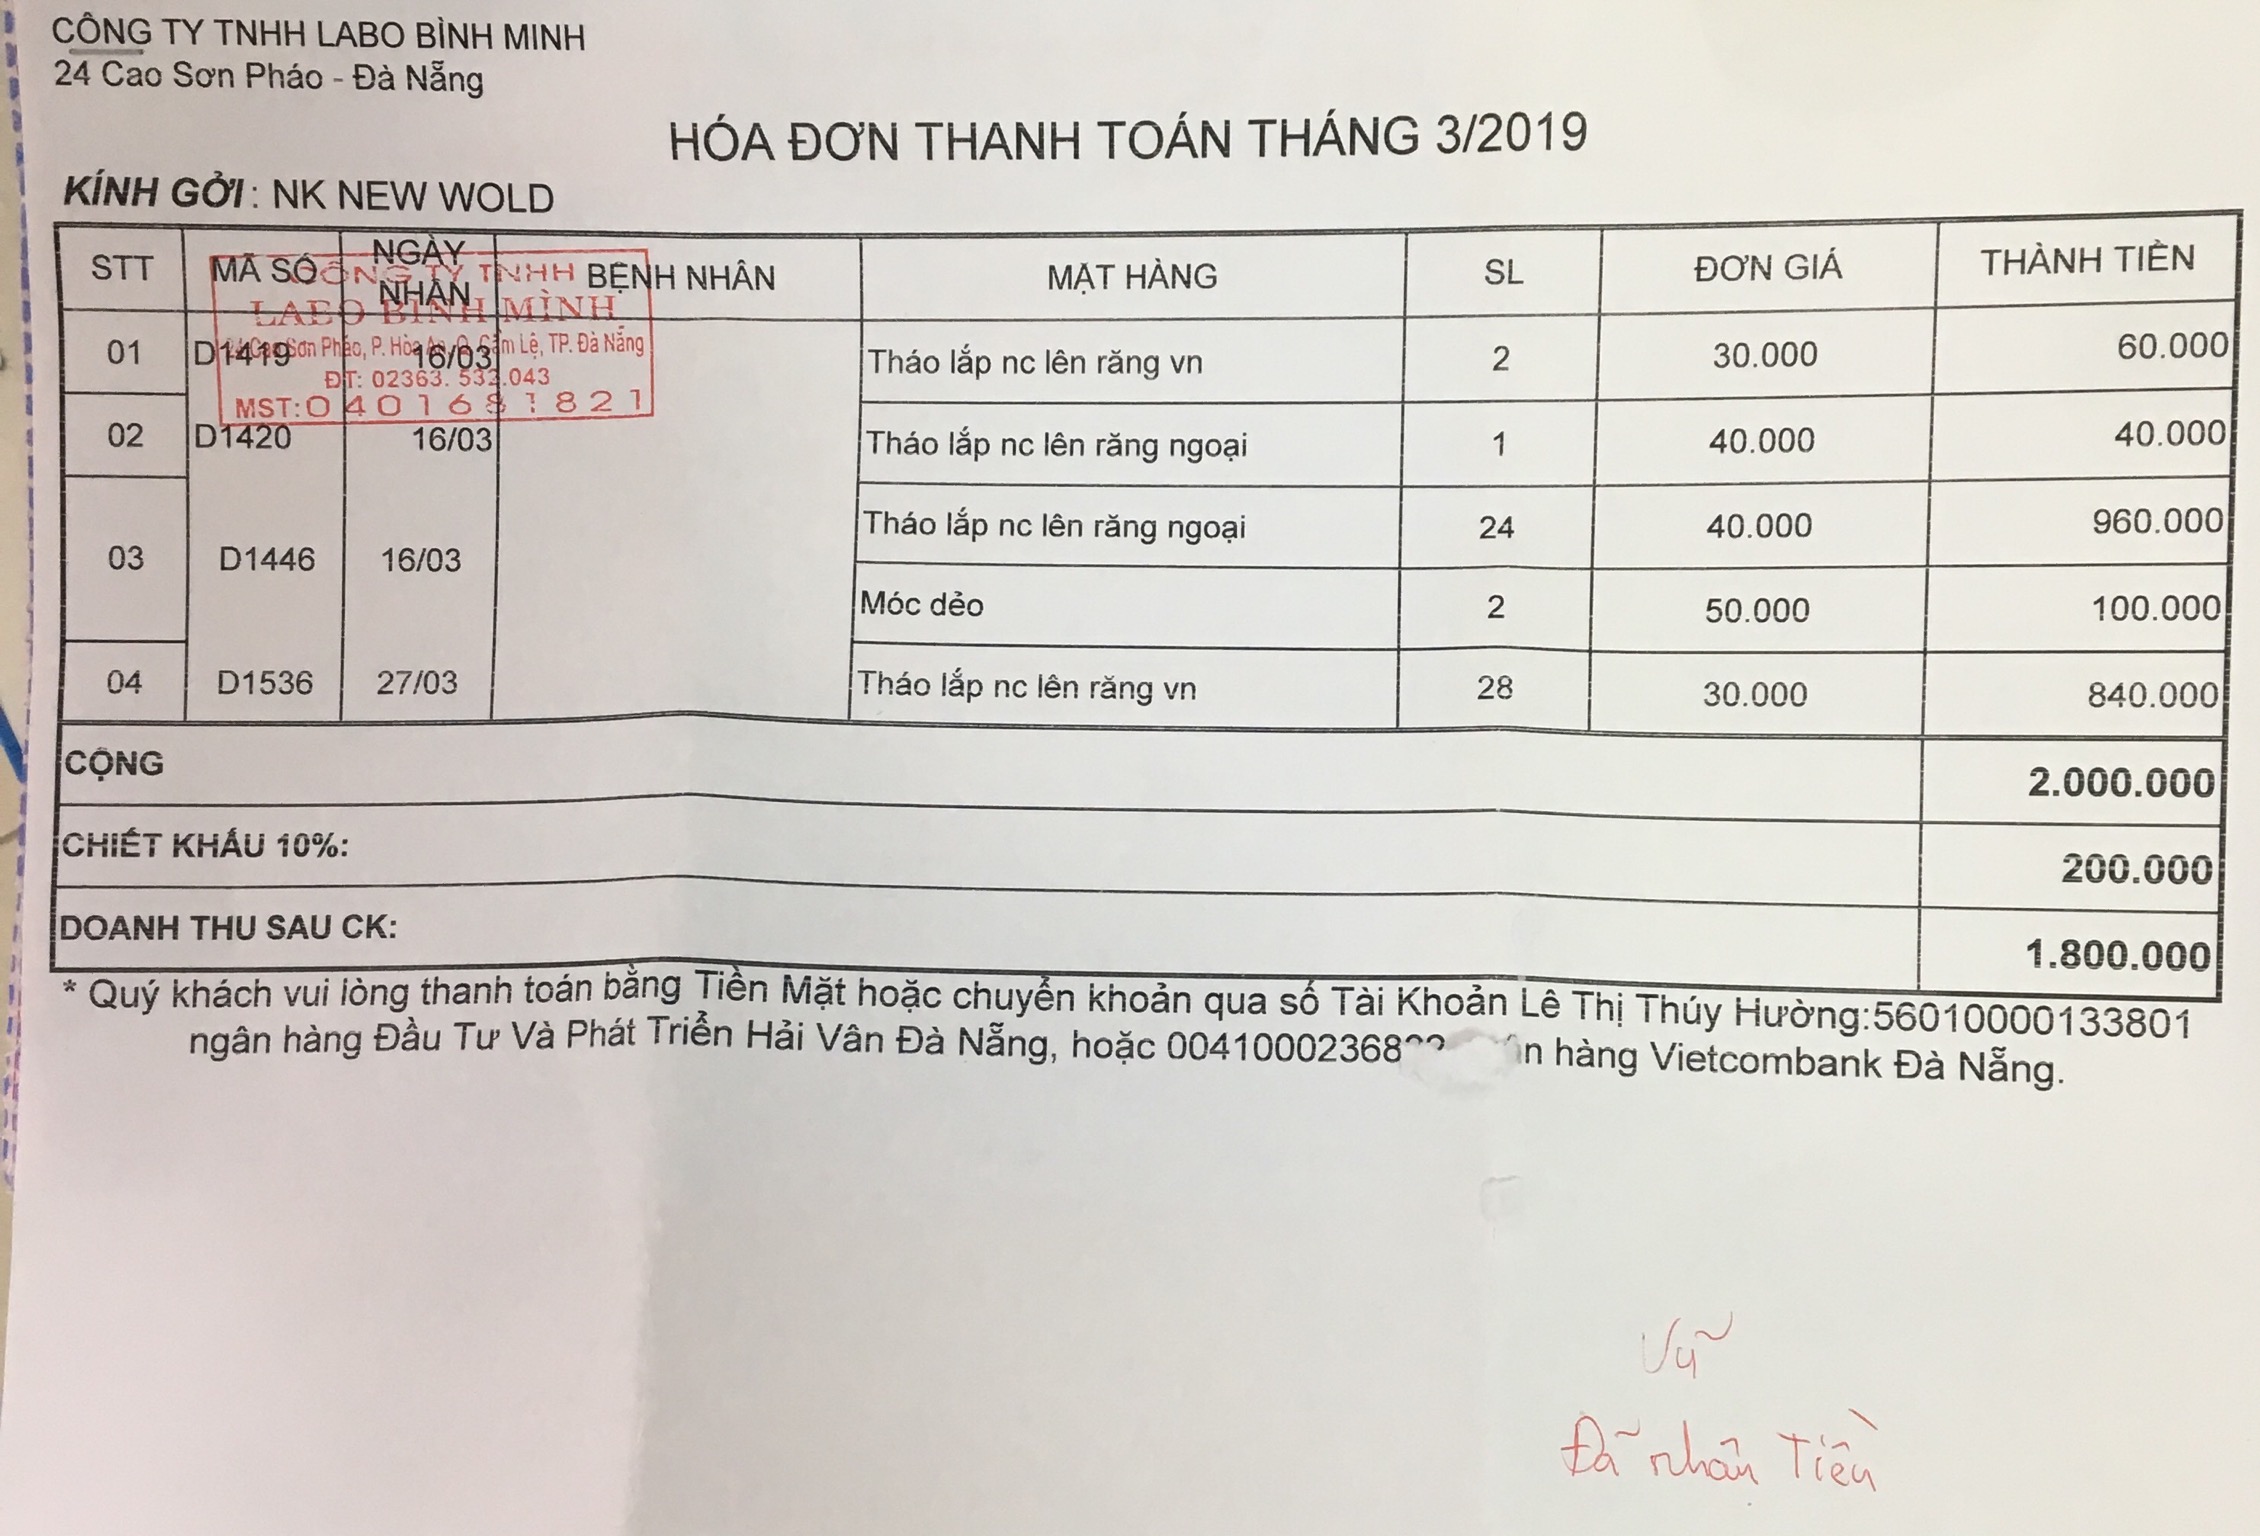 CÔNG TY TNHH LABO BÌNH MINH
24 Cao Sơn Pháo - Đà Nẵng
HÓA ĐƠN THANH TOÁN THÁNG 3/2019
KÍNH GỞI: NK NEW WOLD
STT MÃ SỐ NGÀY NHẬN BỆNH NHÂN MẶT HÀNG SL ĐƠN GIÁ THÀNH TIỀN
CÔNG TY TNHH
LABO BÌNH MÌNH
Cao Sơn Pháo, P. Hòa An, Q. Cẩm Lệ, TP. Đà Nẵng
ĐT: 02363. 533.043
MST: 0401681821
01 D1419 16/03 Tháo lắp nc lên răng vn 2 30.000 60.000
02 D1420 16/03 Tháo lắp nc lên răng ngoại 1 40.000 40.000
03 D1446 16/03 Tháo lắp nc lên răng ngoại 24 40.000 960.000
Móc dẻo 2 50.000 100.000
04 D1536 27/03 Tháo lắp nc lên răng vn 28 30.000 840.000
CỘNG 2.000.000
CHIẾT KHẤU 10%: 200.000
DOANH THU SAU CK: 1.800.000
* Quý khách vui lòng thanh toán bằng Tiền Mặt hoặc chuyển khoản qua số Tài Khoản Lê Thị Thúy Hường:56010000133801
ngân hàng Đầu Tư Và Phát Triển Hải Vân Đà Nẵng, hoặc hàng Vietcombank Đà Nẵng.
Vũ
Đã nhận Tiền